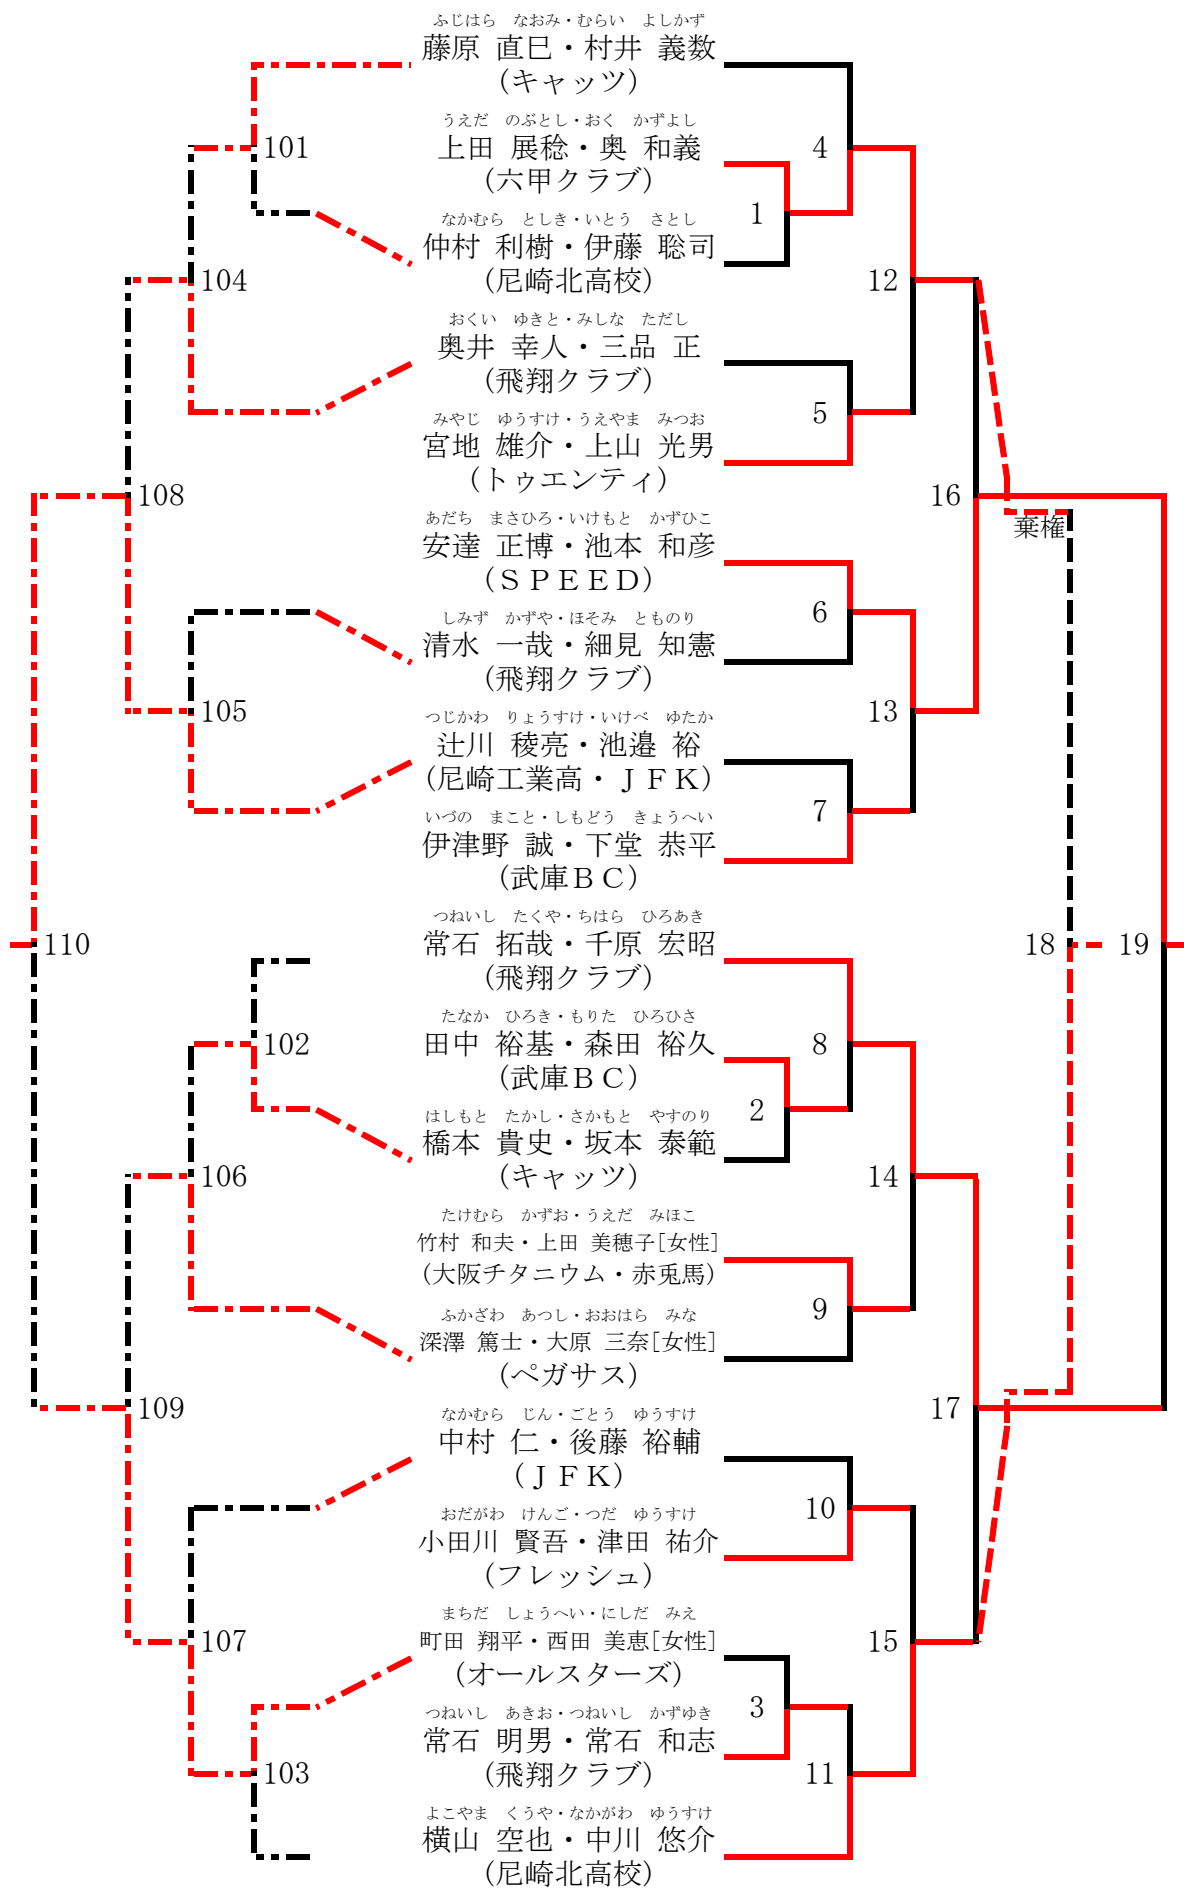 ふじはら なおみ・むらい よしかず
藤原 直巳・村井 義数
(キャッツ)
101
うえだ のぶとし・おく かずよし
上田 展稔・奥 和義
(六甲クラブ)
4
1
なかむら としき・いとう さとし
仲村 利樹・伊藤 聡司
(尼崎北高校)
104
12
おくい ゆきと・みしな ただし
奥井 幸人・三品 正
(飛翔クラブ)
5
みやじ ゆうすけ・うえやま みつお
宮地 雄介・上山 光男
(トゥエンティ)
108
16
あだち まさひろ・いけもと かずひこ
安達 正博・池本 和彦
(ＳＰＥＥＤ)
棄権
しみず かずや・ほそみ とものり
清水 一哉・細見 知憲
(飛翔クラブ)
6
105
13
つじかわ りょうすけ・いけべ ゆたか
辻川 稜亮・池邉 裕
(尼崎工業高・ＪＦＫ)
7
いづの まこと・しもどう きょうへい
伊津野 誠・下堂 恭平
(武庫ＢＣ)
つねいし たくや・ちはら ひろあき
常石 拓哉・千原 宏昭
(飛翔クラブ)
110
18
19
たなか ひろき・もりた ひろひさ
田中 裕基・森田 裕久
(武庫ＢＣ)
102
8
2
はしもと たかし・さかもと やすのり
橋本 貴史・坂本 泰範
(キャッツ)
106
14
たけむら かずお・うえだ みほこ
竹村 和夫・上田 美穂子[女性]
(大阪チタニウム・赤兎馬)
9
ふかざわ あつし・おおはら みな
深澤 篤士・大原 三奈[女性]
(ペガサス)
109
17
なかむら じん・ごとう ゆうすけ
中村 仁・後藤 裕輔
(ＪＦＫ)
10
おだがわ けんご・つだ ゆうすけ
小田川 賢吾・津田 祐介
(フレッシュ)
まちだ しょうへい・にしだ みえ
町田 翔平・西田 美恵[女性]
(オールスターズ)
107
15
3
つねいし あきお・つねいし かずゆき
常石 明男・常石 和志
(飛翔クラブ)
103
11
よこやま くうや・なかがわ ゆうすけ
横山 空也・中川 悠介
(尼崎北高校)